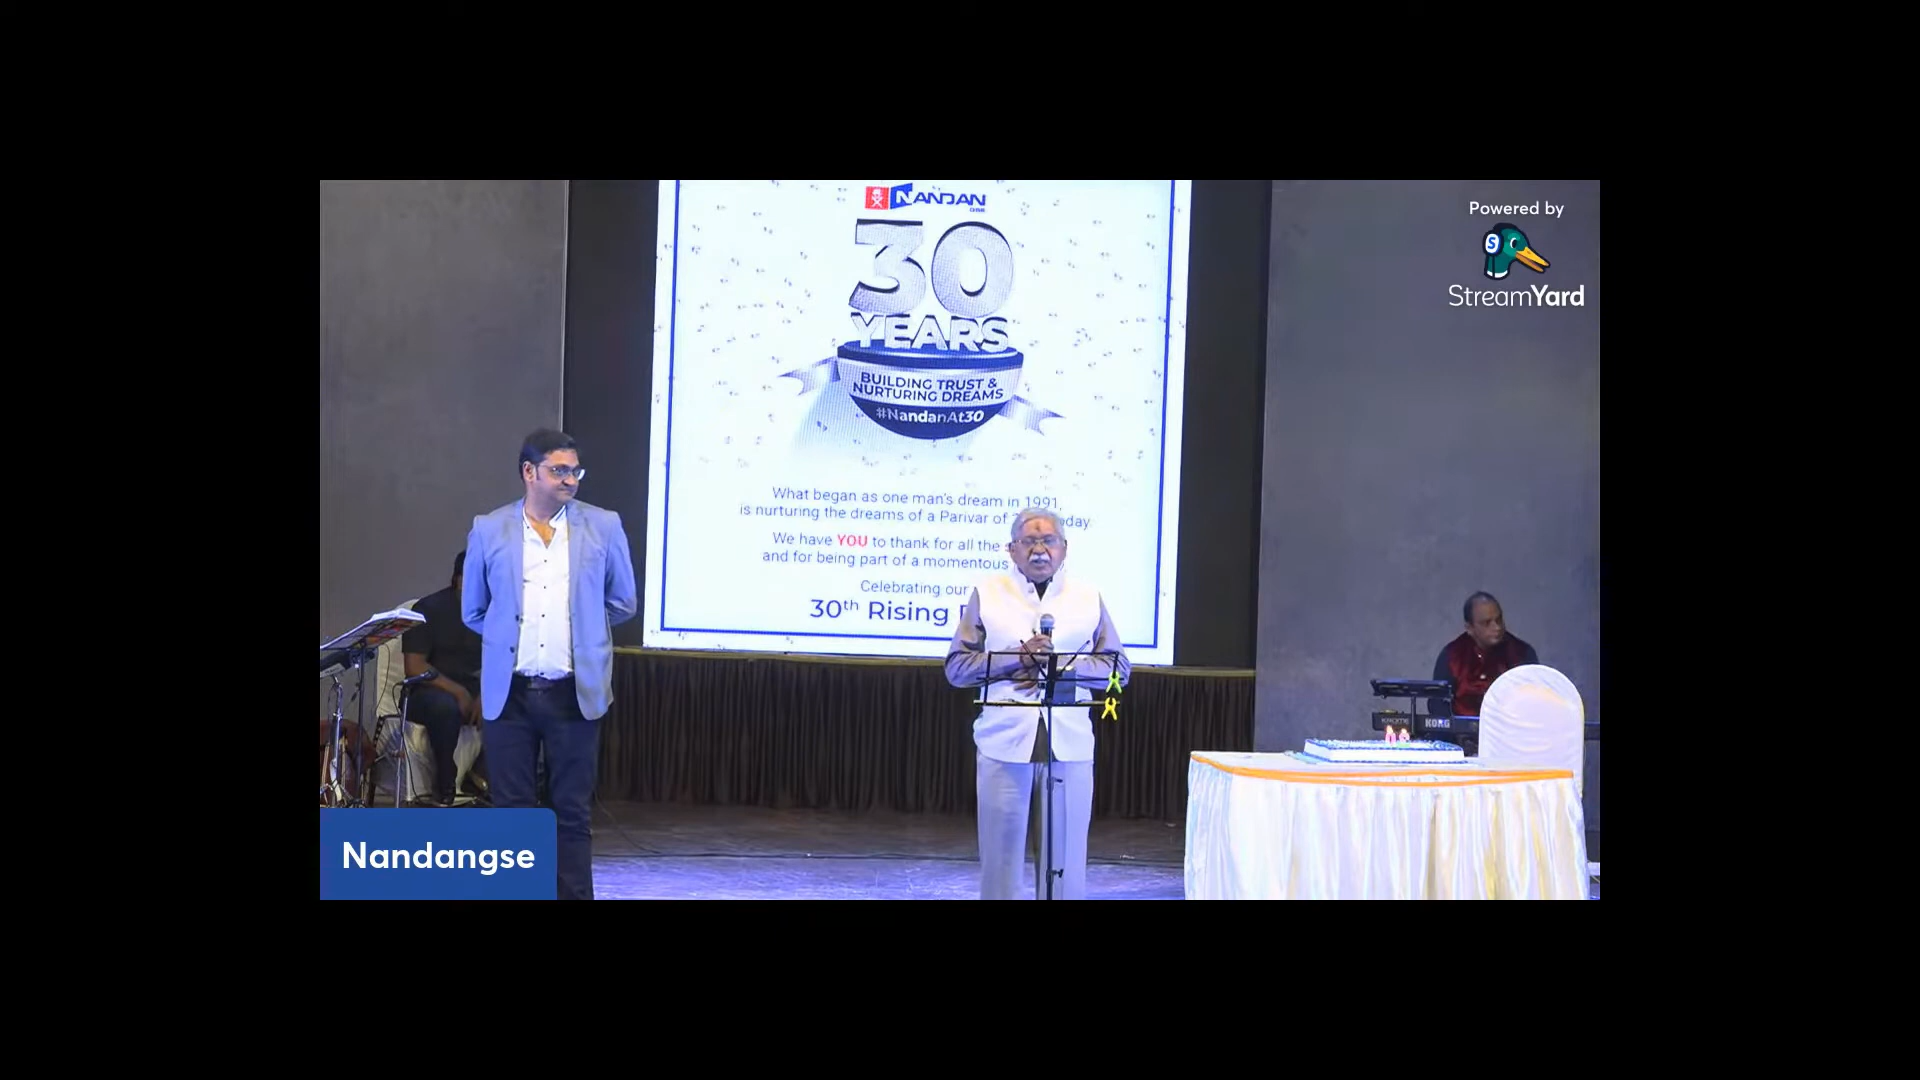 NANDAN
30
YEARS
BUILDING TRUST &
NURTURING DREAMS
#NandanAt30
What began as one man's dream in 1991,
is nurturing the dreams of a Parivar of
We have YOU to thank for all the
and for being part of a momentous
Celebrating our
30th Rising
Powered by
S
StreamYard
KORG
Nandangse